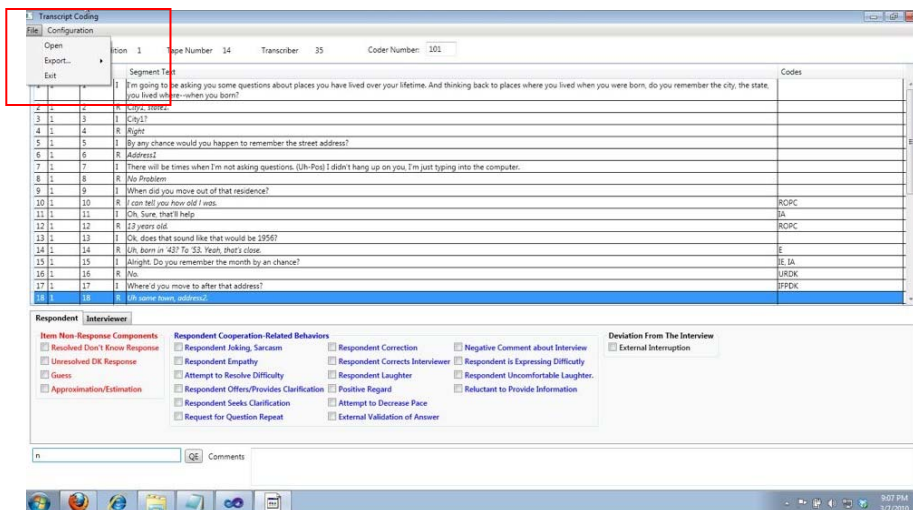 Transcript Coding
File Configuration
Open
Export...
Exit
ition 1 Tape Number 14 Transcriber 35 Coder Number: 101
Segment Text Codes
1 1 1 I I'm going to be asking you some questions about places you have lived over your lifetime. And thinking back to places where you lived when you were born, do you remember the city, the state,
you lived where--when you born?
2 1 2 R City1, State1.
3 1 3 I City1?
4 1 4 R Right
5 1 5 I By any chance would you happen to remember the street address?
6 1 6 R Address1
7 1 7 I There will be times when I'm not asking questions. (Uh-Pos) I didn't hang up on you, I'm just typing into the computer.
8 1 8 R No Problem
9 1 9 I When did you move out of that residence?
10 1 10 R I can tell you how old I was. ROPC
11 1 11 I Oh, Sure, that'll help IA
12 1 12 R 13 years old. ROPC
13 1 13 I Ok, does that sound like that would be 1956?
14 1 14 R Uh, born in '43? To '53. Yeah, that's close. E
15 1 15 I Alright. Do you remember the month by an chance? IE, IA
16 1 16 R No. URDK
17 1 17 I Where'd you move to after that address? IFPDK
18 1 18 R Uh same town, address2.
Respondent Interviewer
Item Non-Response Components Respondent Cooperation-Related Behaviors Deviation From The Interview
Resolved Don't Know Response Respondent Joking, Sarcasm Respondent Correction Negative Comment about Interview External Interruption
Unresolved DK Response Respondent Empathy Respondent Corrects Interviewer Respondent is Expressing Difficutly
Guess Attempt to Resolve Difficulty Respondent Laughter Respondent Uncomfortable Laughter.
Approximation/Estimation Respondent Offers/Provides Clarification Positive Regard Reluctant to Provide Information
Respondent Seeks Clarification Attempt to Decrease Pace
Request for Question Repeat External Validation of Answer
n QE Comments
9:07 PM
3/7/2010